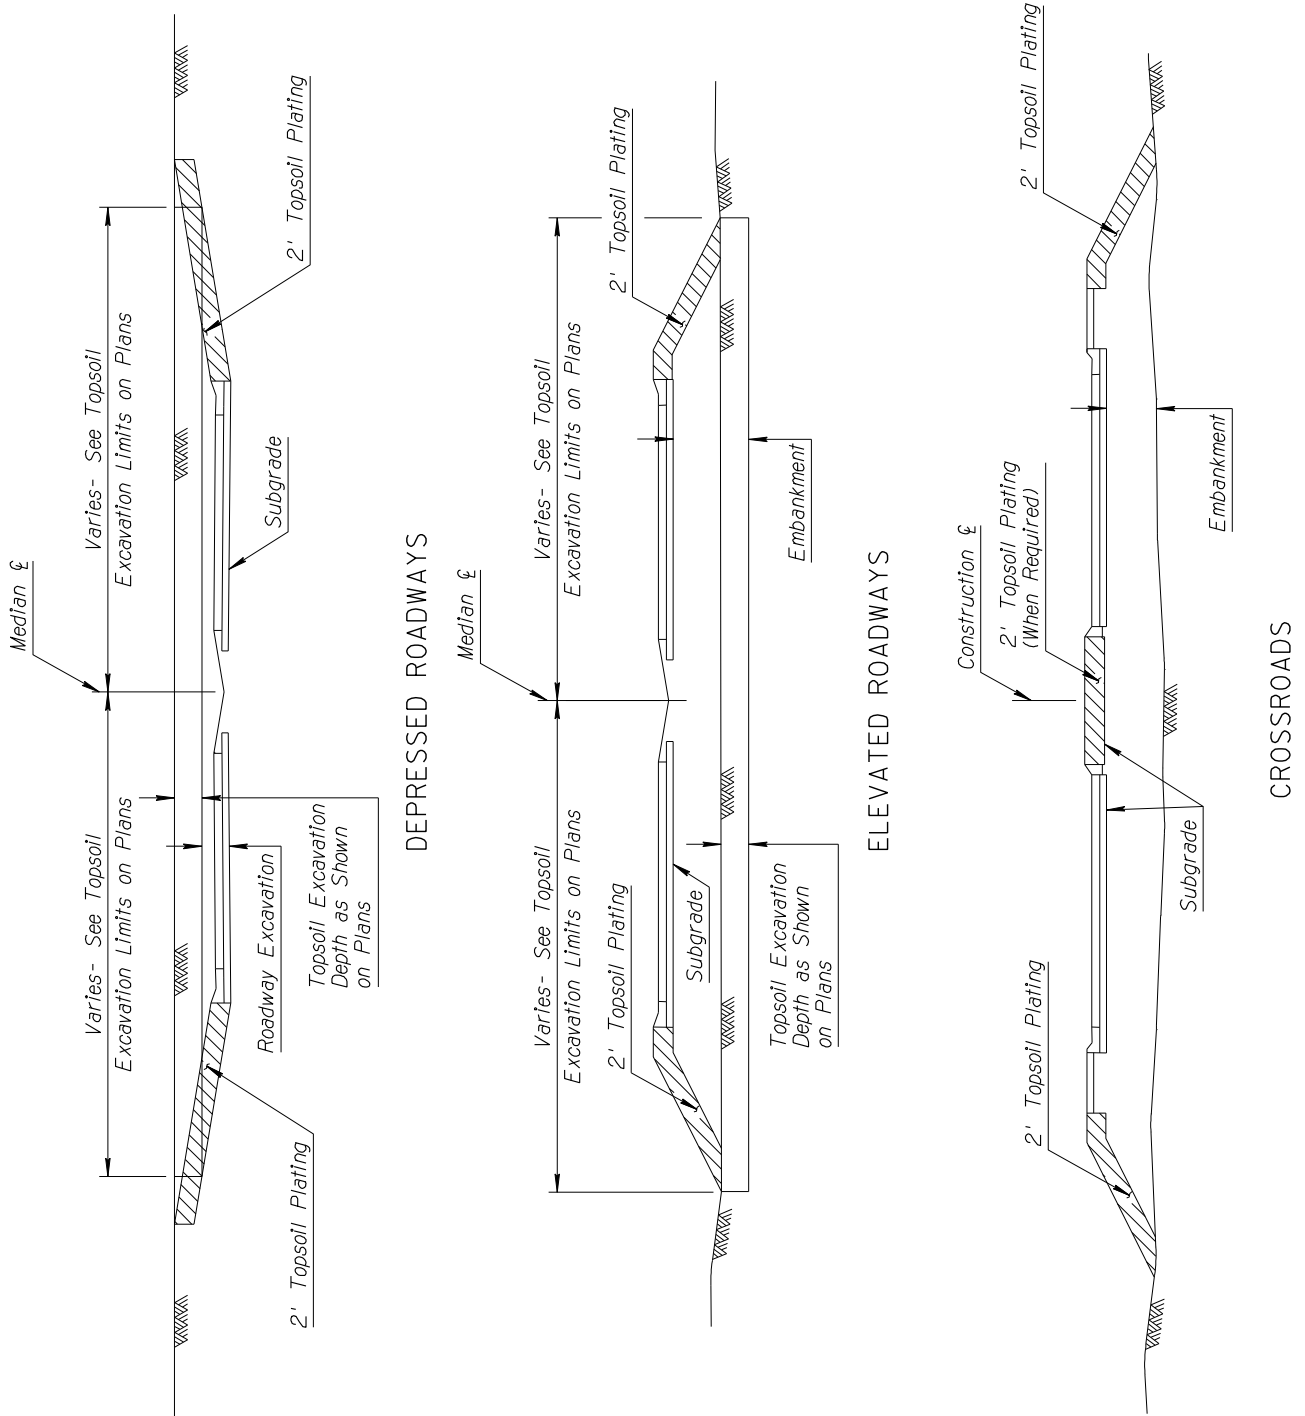 Median ℄
Varies- See Topsoil
Excavation Limits on Plans
Varies- See Topsoil
Excavation Limits on Plans
2' Topsoil Plating
2' Topsoil Plating
Roadway Excavation
Topsoil Excavation
Depth as Shown
on Plans
Subgrade
DEPRESSED ROADWAYS
Median ℄
Varies- See Topsoil
Excavation Limits on Plans
Varies- See Topsoil
Excavation Limits on Plans
2' Topsoil Plating
2' Topsoil Plating
Subgrade
Topsoil Excavation
Depth as Shown
on Plans
Embankment
ELEVATED ROADWAYS
Construction ℄
2' Topsoil Plating
2' Topsoil Plating
(When Required)
2' Topsoil Plating
Subgrade
Embankment
CROSSROADS